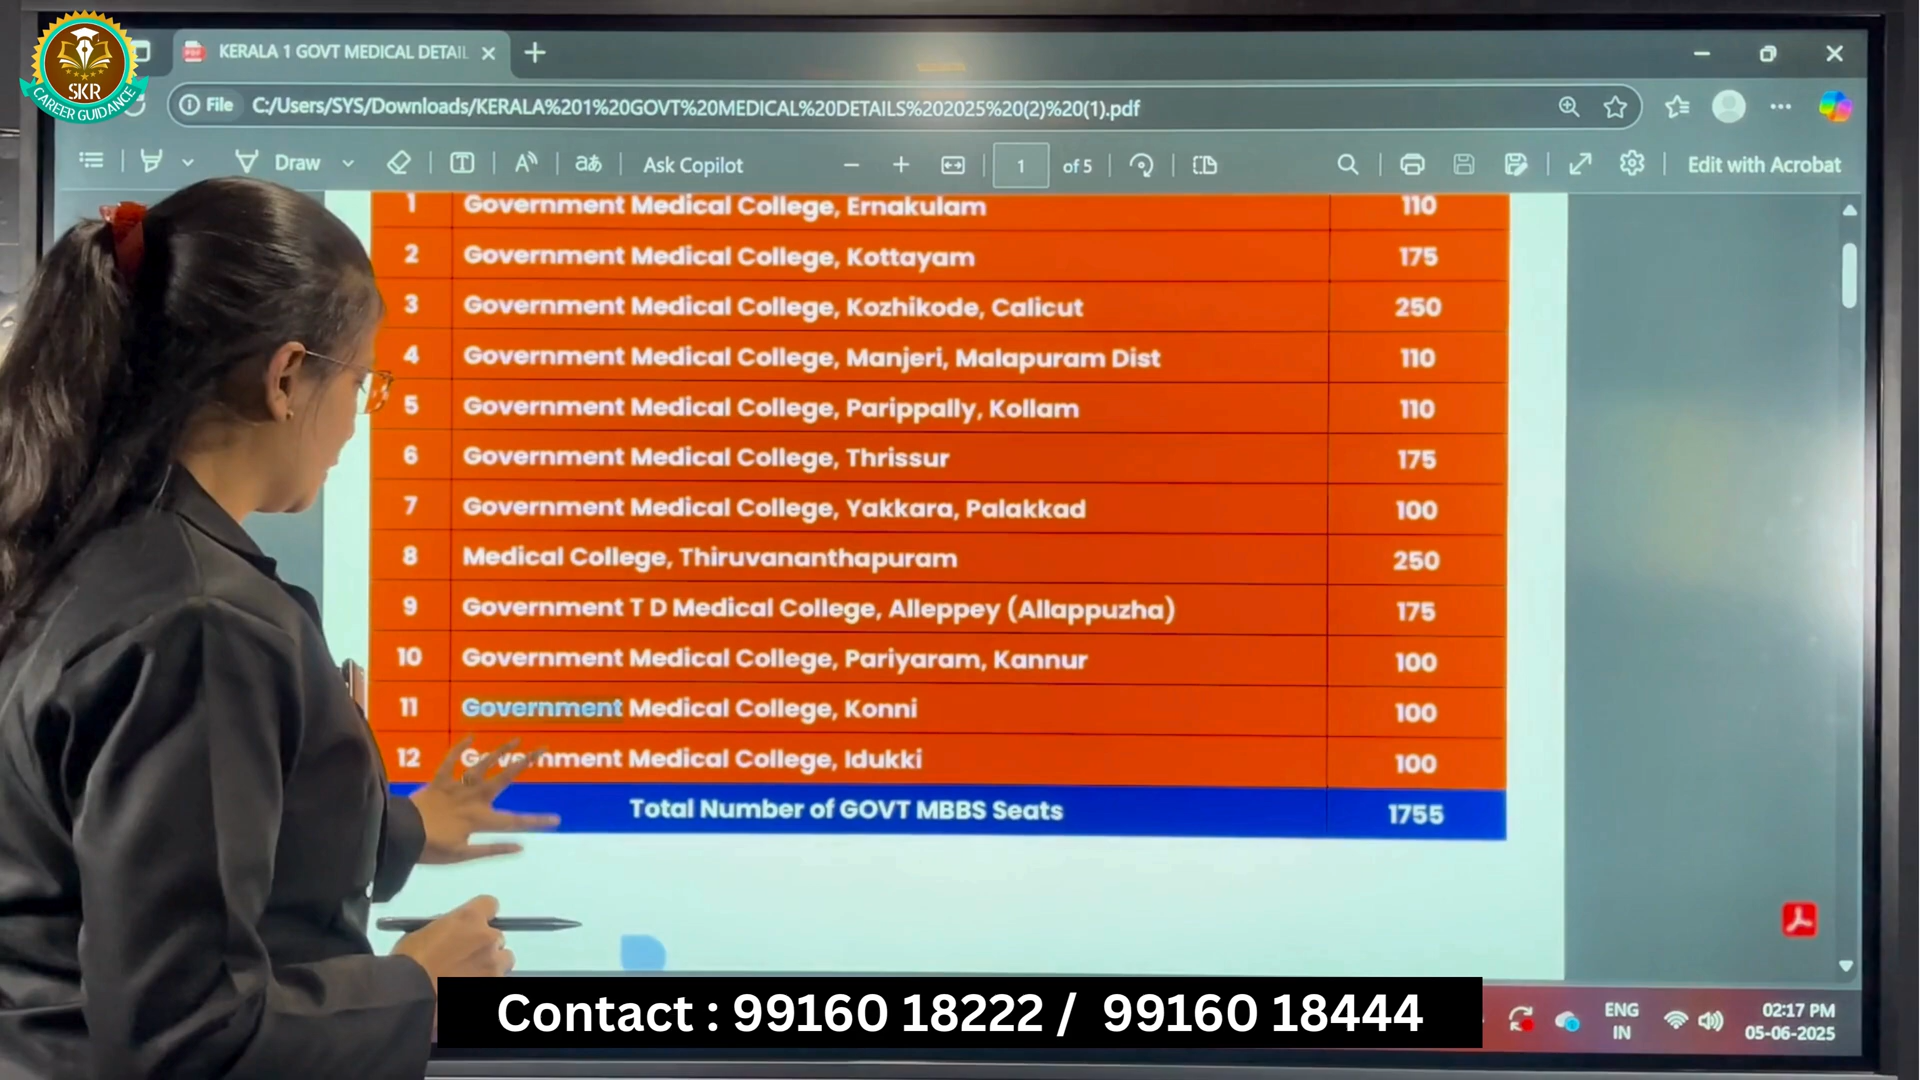 SKR
CAREER GUIDANCE
KERALA 1 GOVT MEDICAL DETAIL
File C:/Users/SYS/Downloads/KERALA%201%20GOVT%20MEDICAL%20DETAILS%202025%20(2)%20(1).pdf
Draw Ask Copilot 1 of 5 Edit with Acrobat
1 Government Medical College, Ernakulam 110
2 Government Medical College, Kottayam 175
3 Government Medical College, Kozhikode, Calicut 250
4 Government Medical College, Manjeri, Malapuram Dist 110
5 Government Medical College, Parippally, Kollam 110
6 Government Medical College, Thrissur 175
7 Government Medical College, Yakkara, Palakkad 100
8 Medical College, Thiruvananthapuram 250
9 Government T D Medical College, Alleppey (Allappuzha) 175
10 Government Medical College, Pariyaram, Kannur 100
11 Government Medical College, Konni 100
12 Government Medical College, Idukki 100
Total Number of GOVT MBBS Seats 1755
Contact : 99160 18222 / 99160 18444
ENG
IN
02:17 PM
05-06-2025